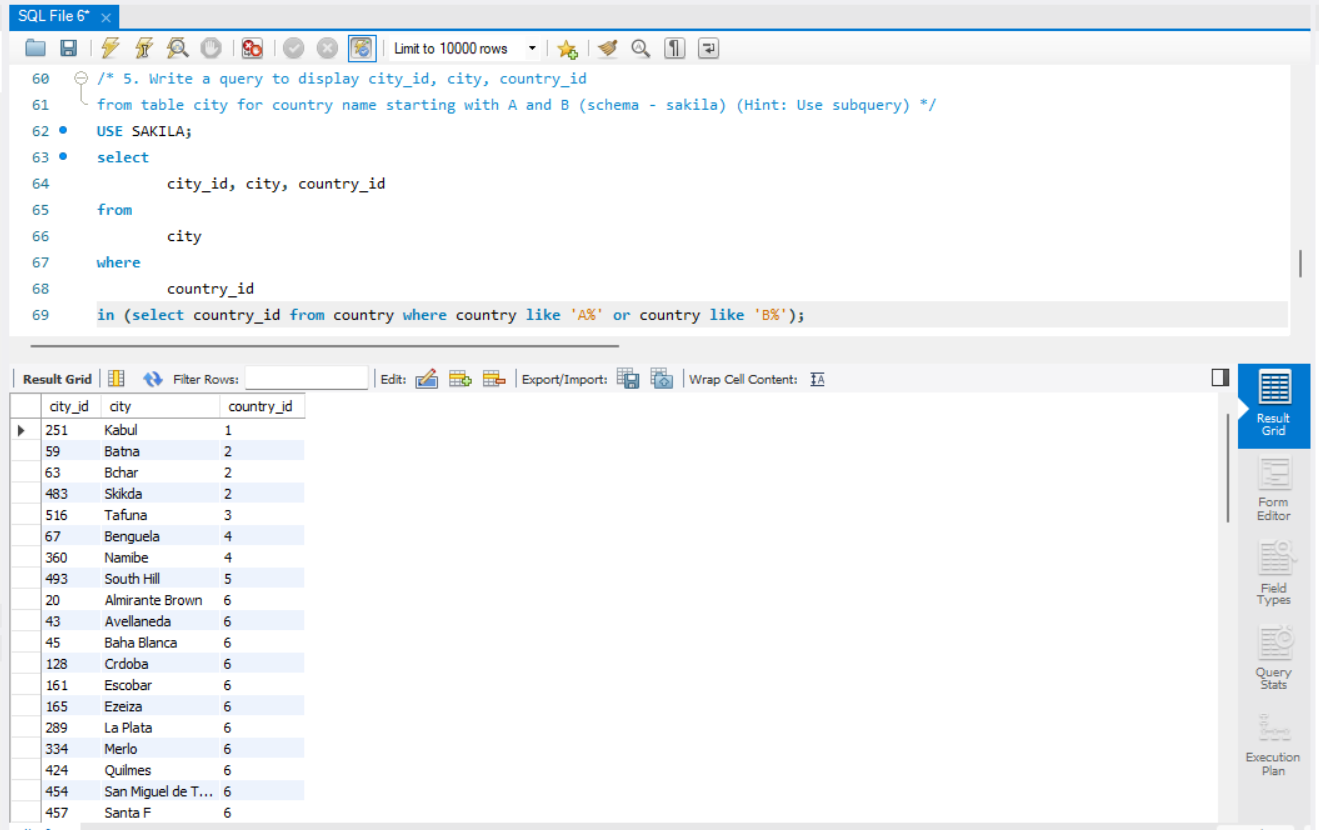 SQL File 6*
Limit to 10000 rows
60 /* 5. Write a query to display city_id, city, country_id
61 from table city for country name starting with A and B (schema - sakila) (Hint: Use subquery) */
62 USE SAKILA;
63 select
64 city_id, city, country_id
65 from
66 city
67 where
68 country_id
69 in (select country_id from country where country like 'A%' or country like 'B%');
Result Grid Filter Rows: Edit: Export/Import: Wrap Cell Content:
city_id city country_id
251 Kabul 1
59 Batna 2
63 Bchar 2
483 Skikda 2
516 Tafuna 3
67 Benguela 4
360 Namibe 4
493 South Hill 5
20 Almirante Brown 6
43 Avellaneda 6
45 Baha Blanca 6
128 Crdoba 6
161 Escobar 6
165 Ezeiza 6
289 La Plata 6
334 Merlo 6
424 Quilmes 6
454 San Miguel de T... 6
457 Santa F 6
Result
Grid
Form
Editor
Field
Types
Query
Stats
Execution
Plan